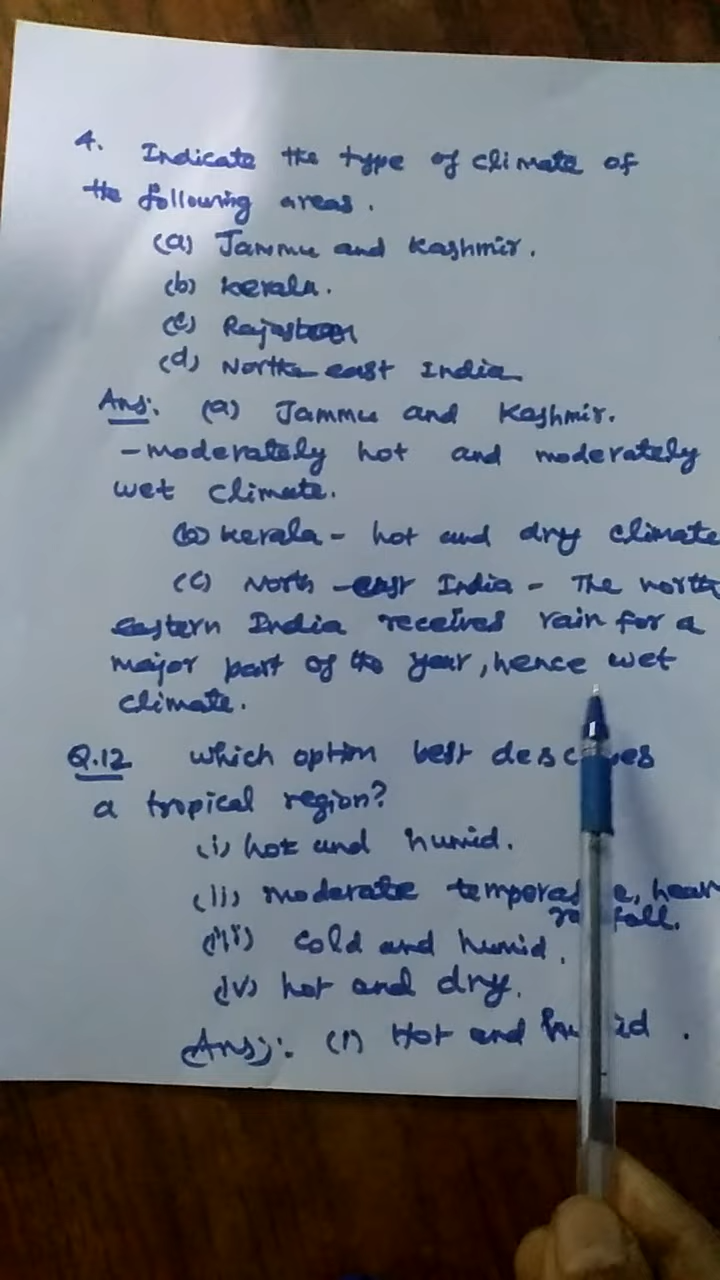 4. Indicate the type of climate of
the following areas.
(a) Jammu and Kashmir.
(b) Kerala.
(c) Rajasthan
(d) North east India
Ans: (a) Jammu and Kashmir.
- moderately hot and moderately
wet climate.
(b) Kerala - hot and dry climate
(c) North - east India - The north
eastern India receives rain for a
major part of the year, hence wet
climate.
Q.12 which option best describes
a tropical region?
(i) hot and humid.
(ii) moderate
(iii) cold and humid.
(iv) hot and dry.
Ans:. (i) Hot and humid.